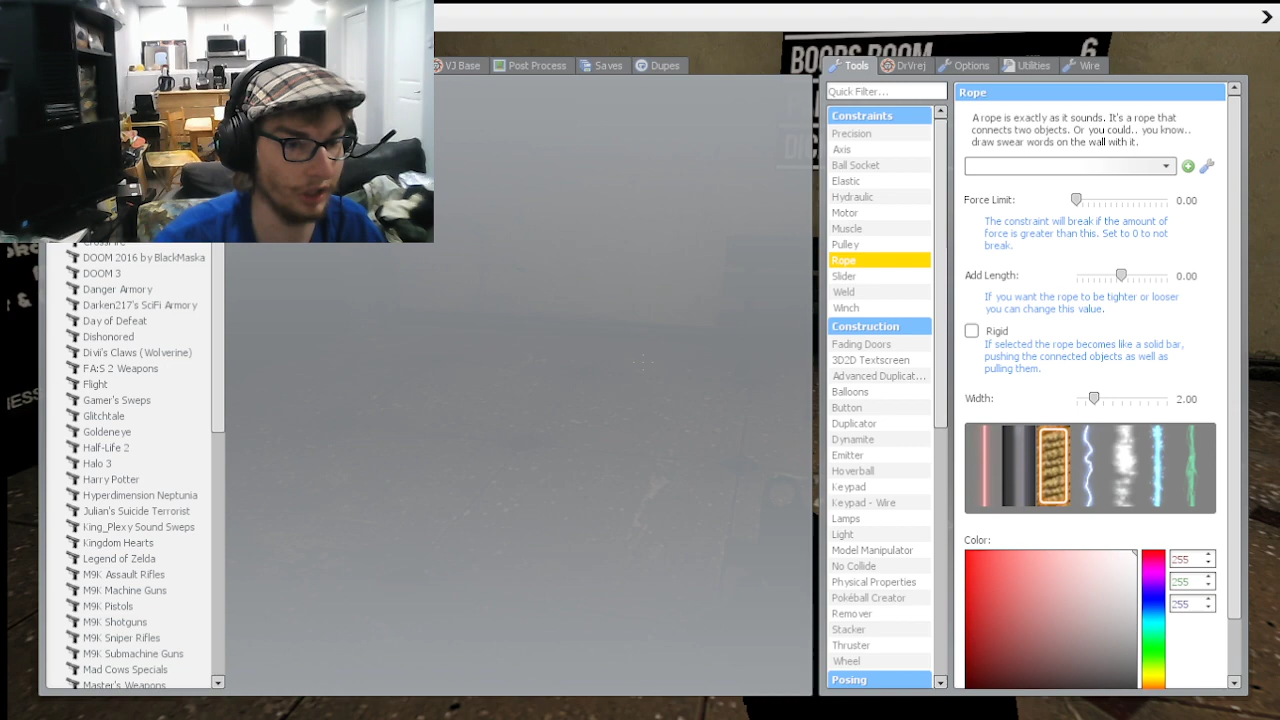 BOOBS ROOM 6
VJ Base Post Process Saves Dupes
Tools DrVrej Options Utilities Wire
Quick Filter...
Constraints
Precision
Axis
Ball Socket
Elastic
Hydraulic
Motor
Muscle
Pulley
Rope
Slider
Weld
Winch
Construction
Fading Doors
3D2D Textscreen
Advanced Duplicat...
Balloons
Button
Duplicator
Dynamite
Emitter
Hoverball
Keypad
Keypad - Wire
Lamps
Light
Model Manipulator
No Collide
Physical Properties
Pokéball Creator
Remover
Stacker
Thruster
Wheel
Posing
Rope
A rope is exactly as it sounds. It's a rope that
connects two objects. Or you could.. you know..
draw swear words on the wall with it.
Force Limit: 0.00
The constraint will break if the amount of
force is greater than this. Set to 0 to not
break.
Add Length: 0.00
If you want the rope to be tighter or looser
you can change this value.
Rigid
If selected the rope becomes like a solid bar,
pushing the connected objects as well as
pulling them.
Width: 2.00
Color:
255
255
255
CrossFire
DOOM 2016 by BlackMaska
DOOM 3
Danger Armory
Darken217's SciFi Armory
Day of Defeat
Dishonored
Divii's Claws (Wolverine)
F.A:S 2 Weapons
Flight
Gamer's Sweps
Glitchtale
Goldeneye
Half-Life 2
Halo 3
Harry Potter
Hyperdimension Neptunia
Julian's Suicide Terrorist
King_Plexy Sound Sweps
Kingdom Hearts
Legend of Zelda
M9K Assault Rifles
M9K Machine Guns
M9K Pistols
M9K Shotguns
M9K Sniper Rifles
M9K Submachine Guns
Mad Cows Specials
Master's Weapons